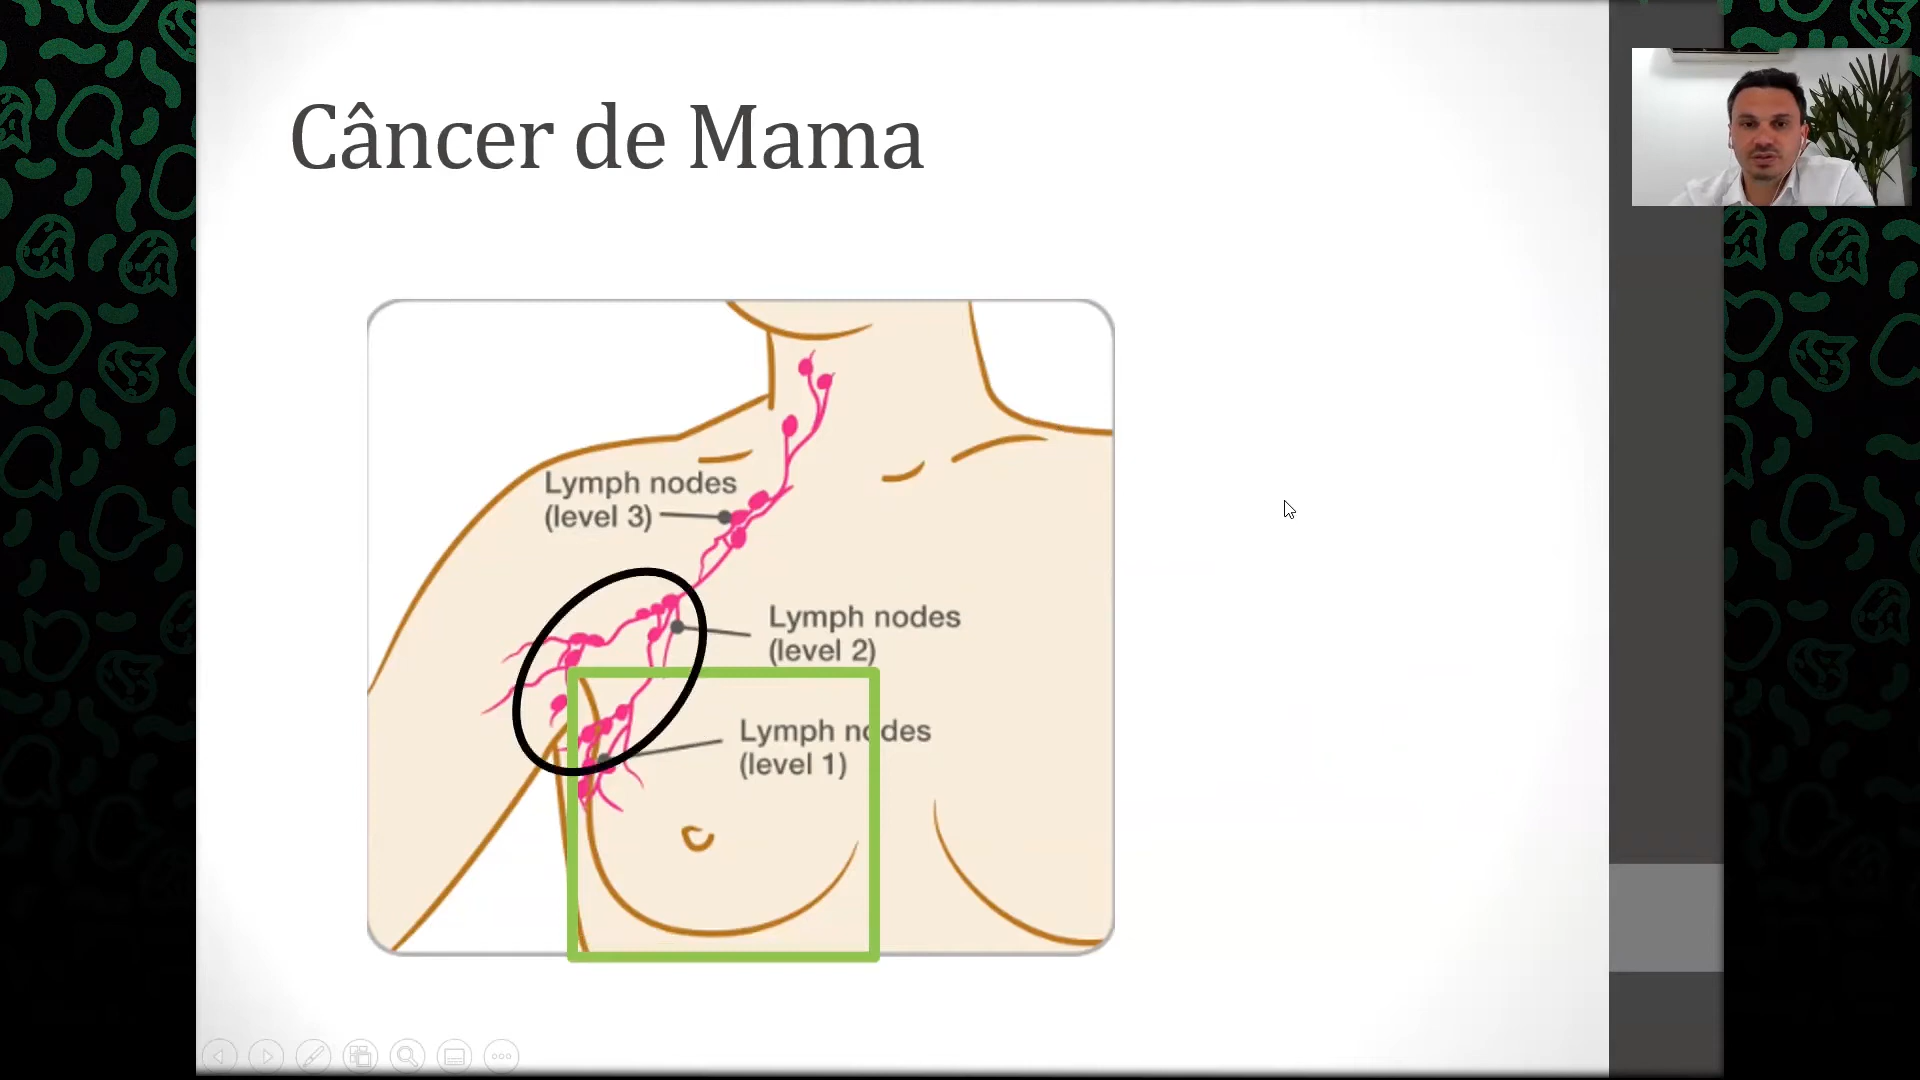 Câncer de Mama
Lymph nodes
(level 3)
Lymph nodes
(level 2)
Lymph nodes
(level 1)